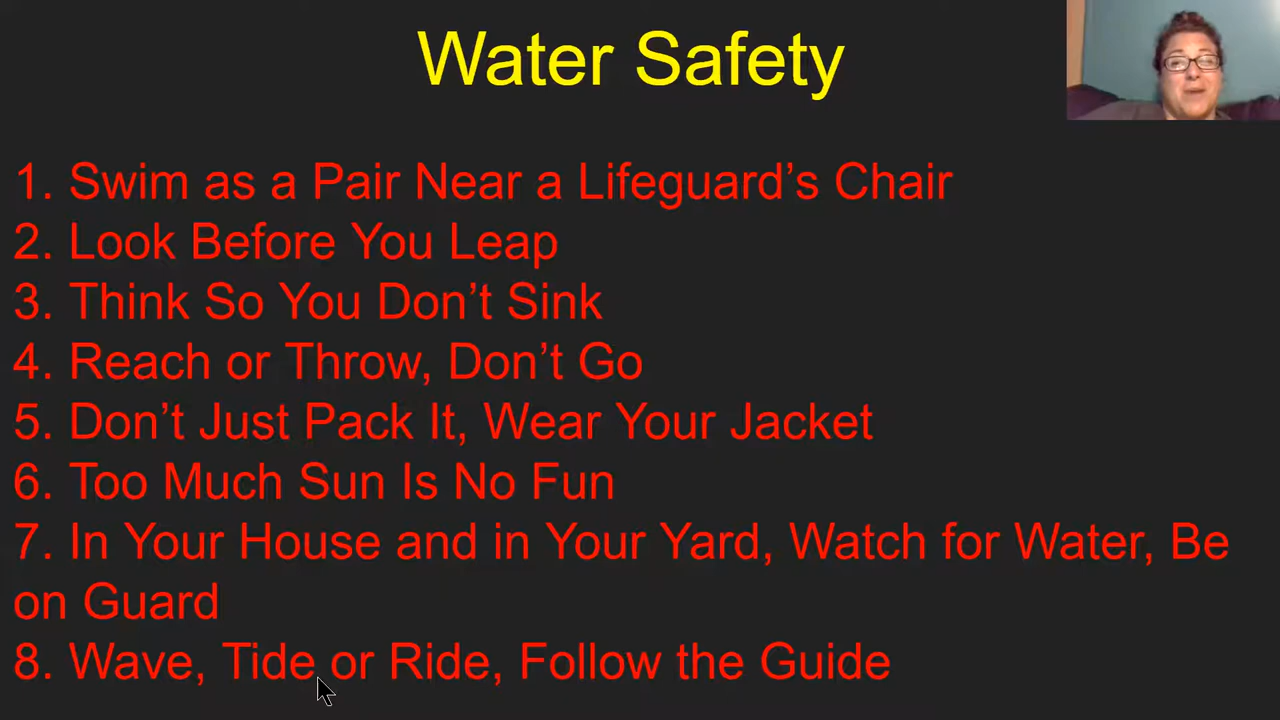 Water Safety
1. Swim as a Pair Near a Lifeguard’s Chair
2. Look Before You Leap
3. Think So You Don’t Sink
4. Reach or Throw, Don’t Go
5. Don’t Just Pack It, Wear Your Jacket
6. Too Much Sun Is No Fun
7. In Your House and in Your Yard, Watch for Water, Be
on Guard
8. Wave, Tide or Ride, Follow the Guide